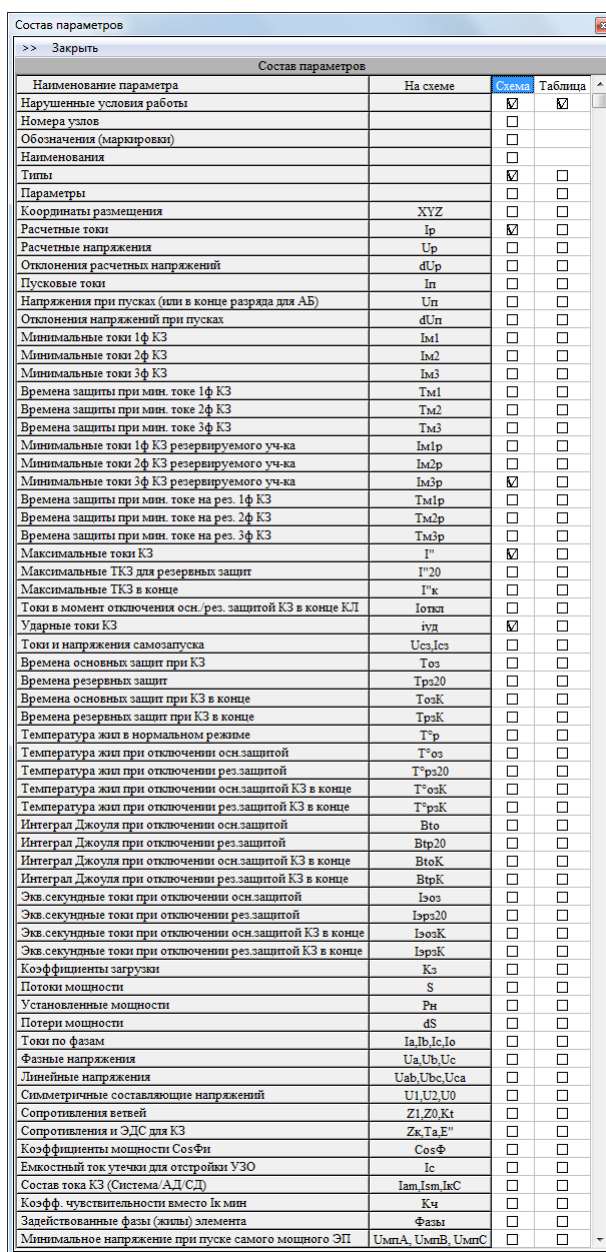 Состав параметров
>> Закрыть
Состав параметров
Наименование параметра На схеме Схема Таблица
Нарушенные условия работы
Номера узлов
Обозначения (маркировки)
Наименования
Типы
Параметры
Координаты размещения XYZ
Расчетные токи Iр
Расчетные напряжения Uр
Отклонения расчетных напряжений dUр
Пусковые токи Iп
Напряжения при пусках (или в конце разряда для АБ) Uп
Отклонения напряжений при пусках dUп
Минимальные токи 1ф КЗ Iм1
Минимальные токи 2ф КЗ Iм2
Минимальные токи 3ф КЗ Iм3
Времена защиты при мин. токе 1ф КЗ Tм1
Времена защиты при мин. токе 2ф КЗ Tм2
Времена защиты при мин. токе 3ф КЗ Tм3
Минимальные токи 1ф КЗ резервируемого уч-ка Iм1р
Минимальные токи 2ф КЗ резервируемого уч-ка Iм2р
Минимальные токи 3ф КЗ резервируемого уч-ка Iм3р
Времена защиты при мин. токе на рез. 1ф КЗ Tм1р
Времена защиты при мин. токе на рез. 2ф КЗ Tм2р
Времена защиты при мин. токе на рез. 3ф КЗ Tм3р
Максимальные токи КЗ I"
Максимальные ТКЗ для резервных защит I"20
Максимальные ТКЗ в конце I"к
Токи в момент отключения осн./рез. защитой КЗ в конце КЛ Iоткл
Ударные токи КЗ iуд
Токи и напряжения самозапуска Uсз,Iсз
Времена основных защит при КЗ Tоз
Времена резервных защит Tрз20
Времена основных защит при КЗ в конце TозК
Времена резервных защит при КЗ в конце TрзК
Температура жил в нормальном режиме T°р
Температура жил при отключении осн.защитой T°оз
Температура жил при отключении рез.защитой T°рз20
Температура жил при отключении осн.защитой КЗ в конце T°озК
Температура жил при отключении рез.защитой КЗ в конце T°рзК
Интеграл Джоуля при отключении осн.защитой Bto
Интеграл Джоуля при отключении рез.защитой Btp20
Интеграл Джоуля при отключении осн.защитой КЗ в конце BtoK
Интеграл Джоуля при отключении рез.защитой КЗ в конце BtpK
Экв.секундные токи при отключении осн.защитой Iэоз
Экв.секундные токи при отключении рез.защитой Iэрз20
Экв.секундные токи при отключении осн.защитой КЗ в конце IэозК
Экв.секундные токи при отключении рез.защитой КЗ в конце IэрзК
Коэффициенты загрузки Кз
Потоки мощности S
Установленные мощности Рн
Потери мощности dS
Токи по фазам Ia,Ib,Ic,Io
Фазные напряжения Ua,Ub,Uc
Линейные напряжения Uab,Ubc,Uca
Симметричные составляющие напряжений U1,U2,U0
Сопротивления ветвей Z1,Z0,Kt
Сопротивления и ЭДС для КЗ Zк,Ta,E"
Коэффициенты мощности CosФи CosФ
Емкостный ток утечки для отстройки УЗО Ic
Состав тока КЗ (Система/АД/СД) Iam,Ism,IкС
Коэфф. чувствительности вместо Iк мин Кч
Задействованные фазы (жилы) элемента Фазы
Минимальное напряжение при пуске самого мощного ЭП UмпА, UмпВ, UмпС